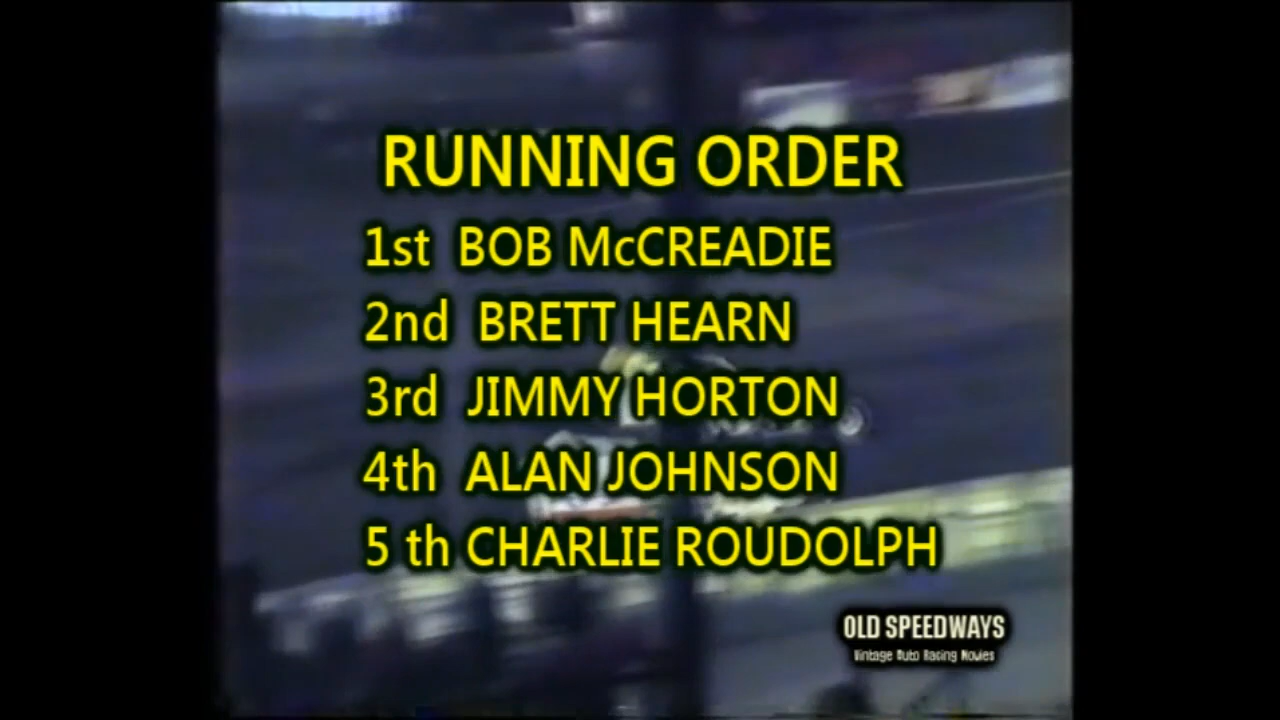 RUNNING ORDER
1st BOB McCREADIE
2nd BRETT HEARN
3rd JIMMY HORTON
4th ALAN JOHNSON
5 th CHARLIE ROUDOLPH
OLD SPEEDWAYS
Vintage Auto Racing Movies